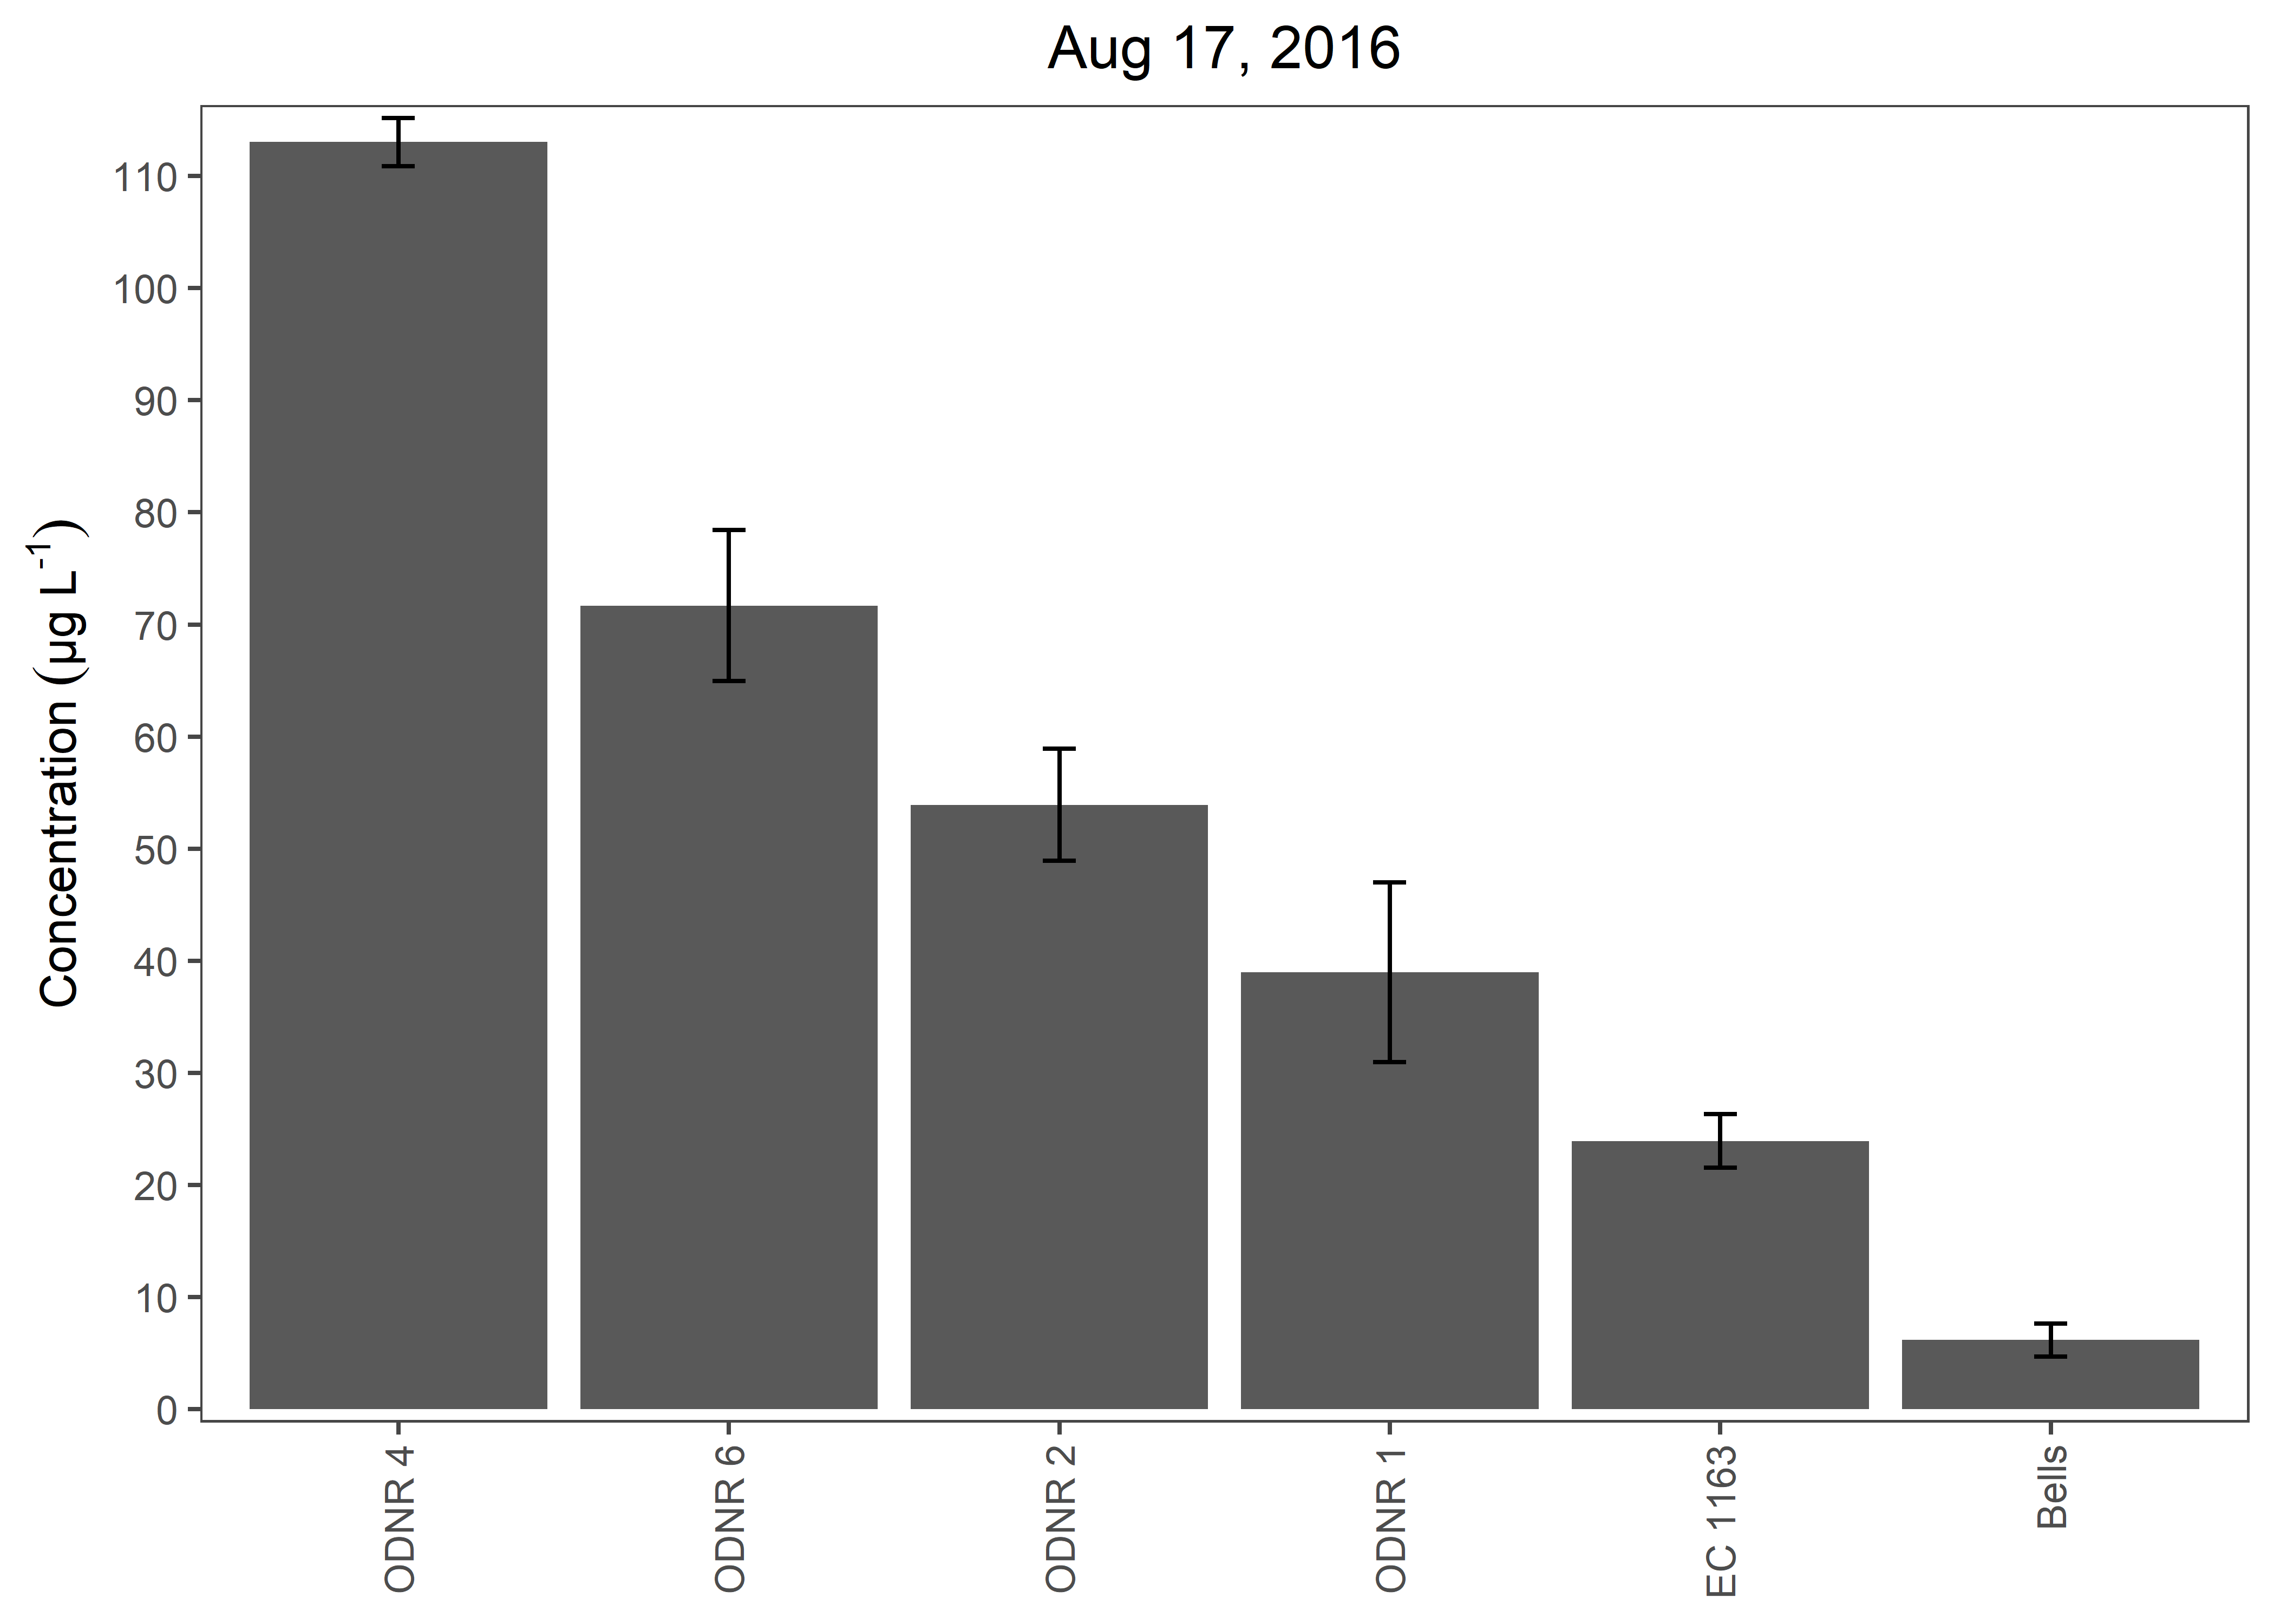 Aug 17, 2016
Concentration (µg L⁻¹)
110
100
90
80
70
60
50
40
30
20
10
0
ODNR 4
ODNR 6
ODNR 2
ODNR 1
EC 1163
Bells